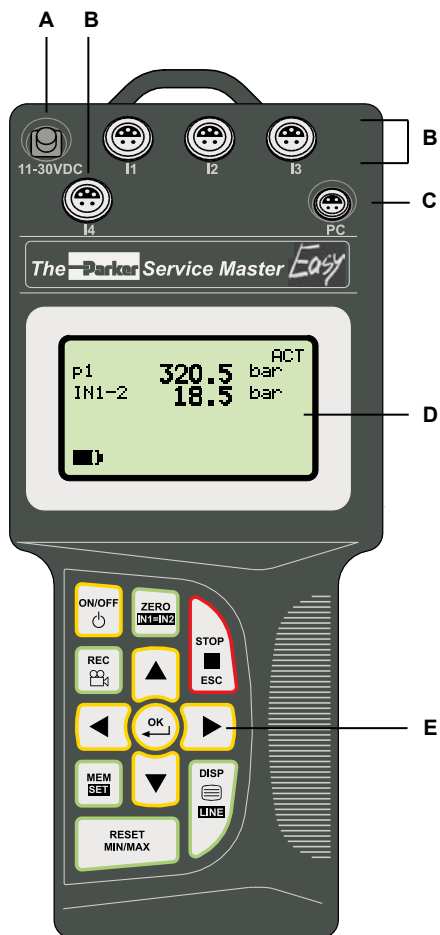 A B
I1 I2 I3
B
11-30VDC
I4
C
PC
The Parker Service Master Easy
ACT
p1 320.5 bar
IN1-2 18.5 bar
D
ON/OFF
ZERO
IN1=IN2
STOP
ESC
REC
OK
E
MEM
SET
DISP
LINE
RESET
MIN/MAX